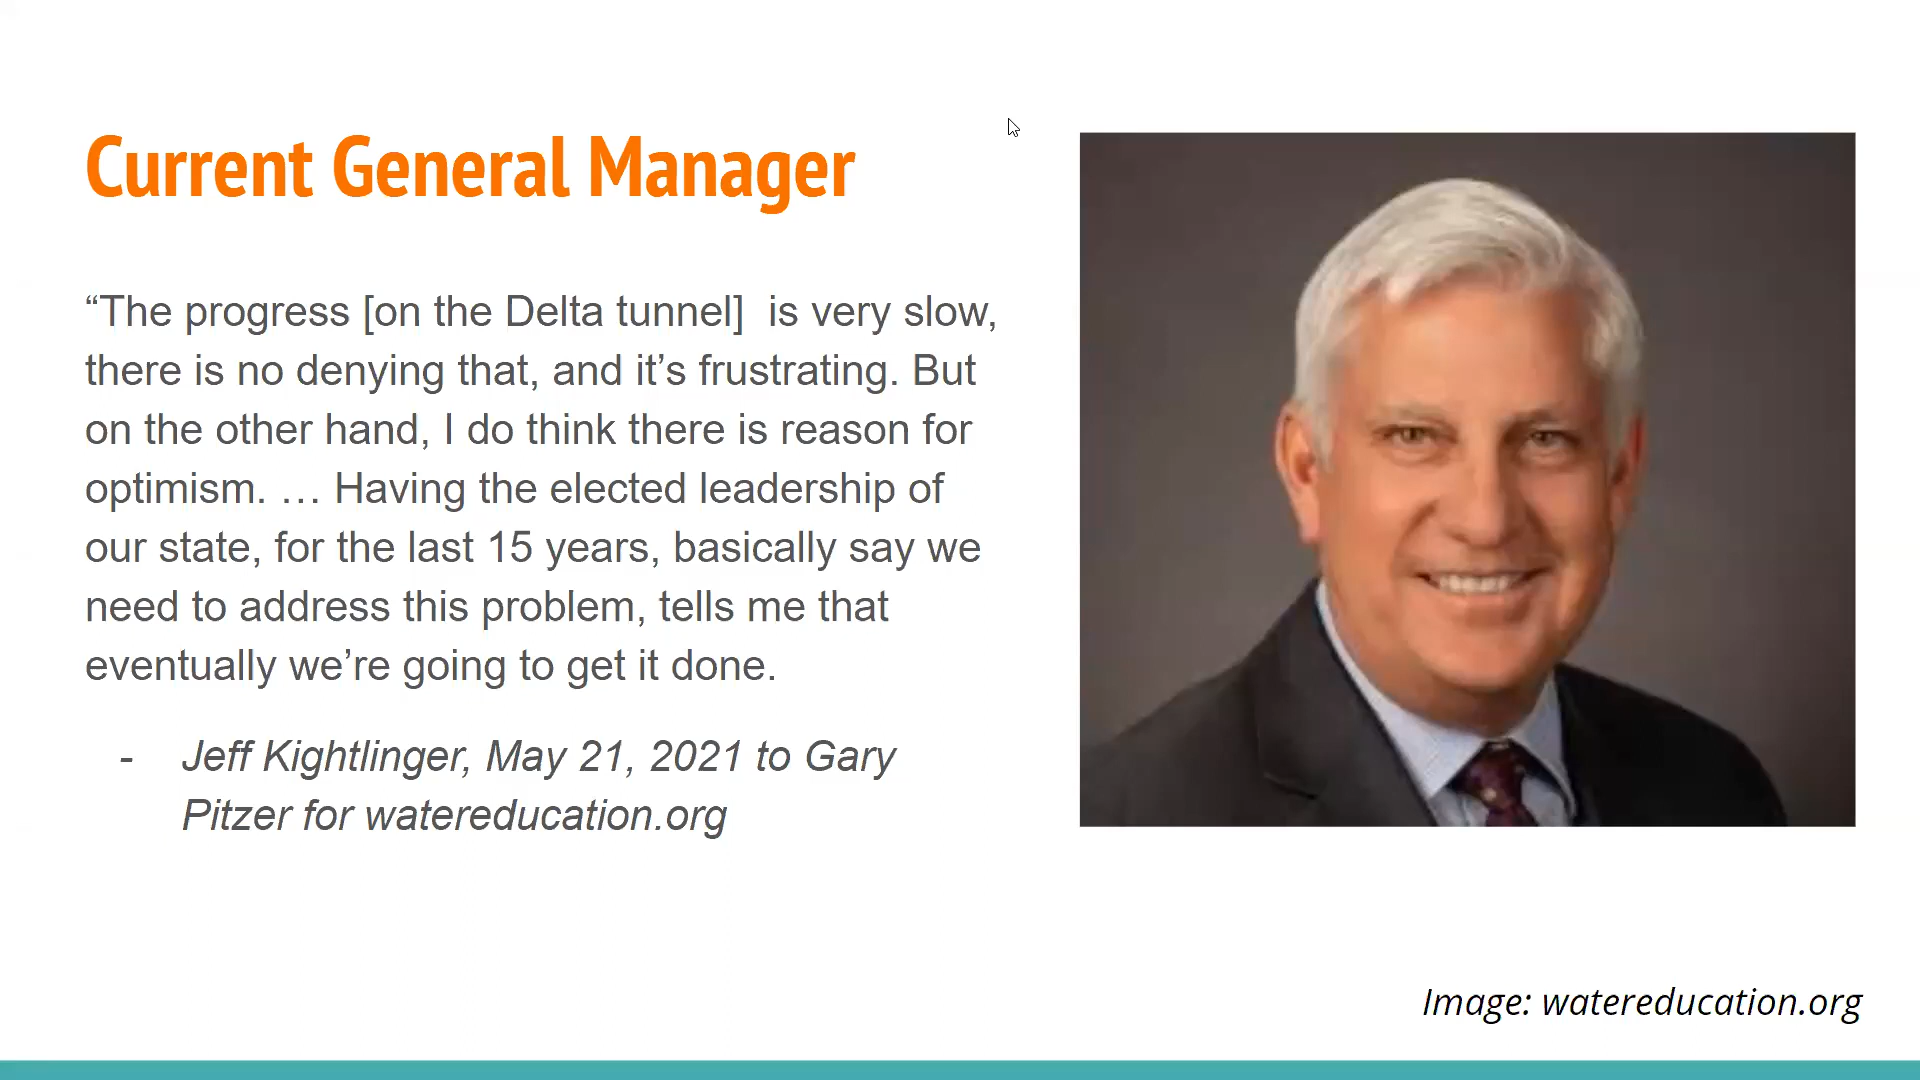 Current General Manager
“The progress [on the Delta tunnel]  is very slow,
there is no denying that, and it’s frustrating. But
on the other hand, I do think there is reason for
optimism. … Having the elected leadership of
our state, for the last 15 years, basically say we
need to address this problem, tells me that
eventually we’re going to get it done.
- Jeff Kightlinger, May 21, 2021 to Gary
Pitzer for watereducation.org
Image: watereducation.org